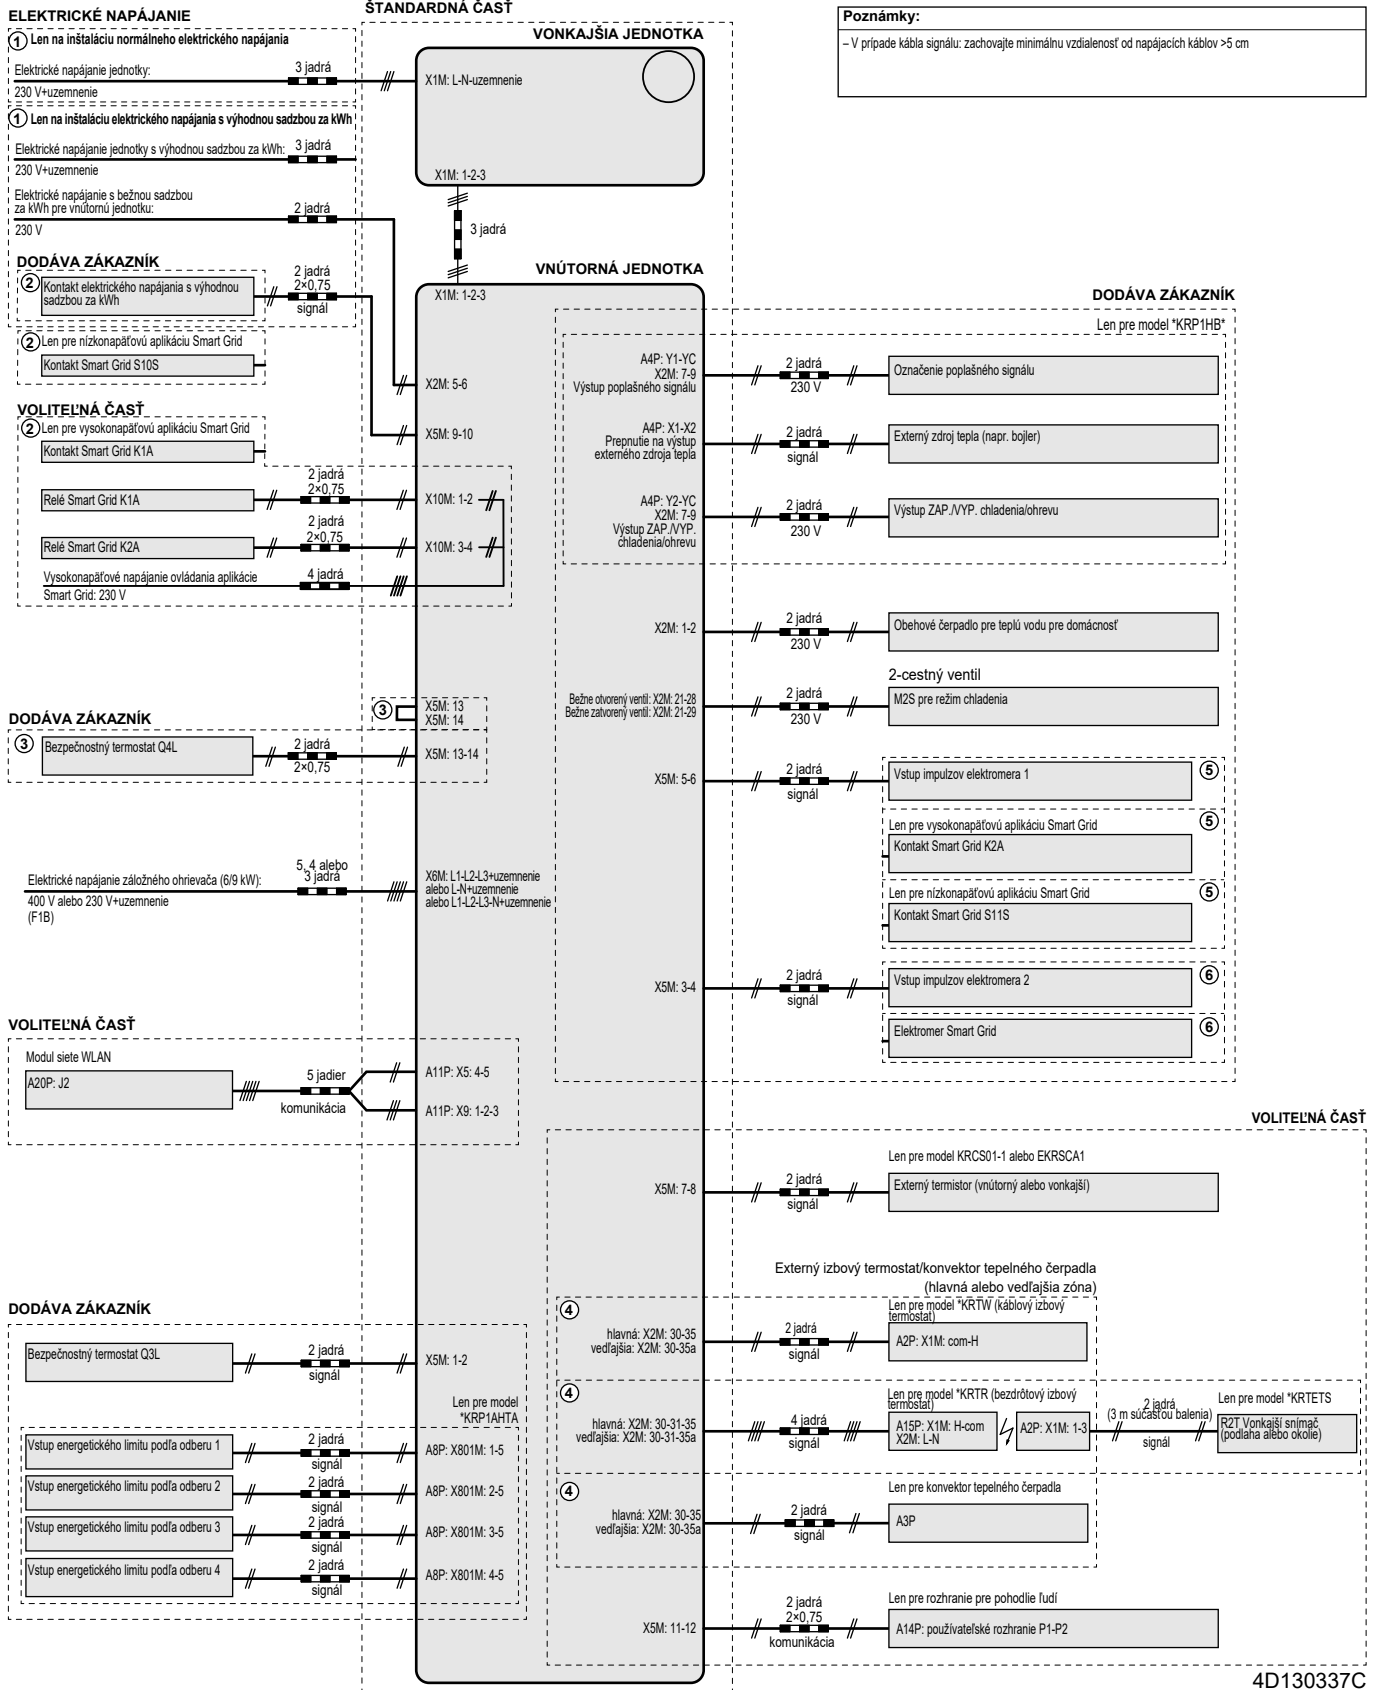 ELEKTRICKÉ NAPÁJANIE
1 Len na inštaláciu normálneho elektrického napájania
Elektrické napájanie jednotky:
3 jadrá
230 V+uzemnenie
1 Len na inštaláciu elektrického napájania s výhodnou sadzbou za kWh
Elektrické napájanie jednotky s výhodnou sadzbou za kWh:
3 jadrá
230 V+uzemnenie
Elektrické napájanie s bežnou sadzbou
za kWh pre vnútornú jednotku:
2 jadrá
230 V
DODÁVA ZÁKAZNÍK
2
Kontakt elektrického napájania s výhodnou
sadzbou za kWh
2 jadrá
2×0,75
signál
2 Len pre nízkonapäťovú aplikáciu Smart Grid
Kontakt Smart Grid S10S
VOLITEĽNÁ ČASŤ
2 Len pre vysokonapäťovú aplikáciu Smart Grid
Kontakt Smart Grid K1A
Relé Smart Grid K1A
2 jadrá
2×0,75
Relé Smart Grid K2A
2 jadrá
2×0,75
Vysokonapäťové napájanie ovládania aplikácie
Smart Grid: 230 V
4 jadrá
DODÁVA ZÁKAZNÍK
3
Bezpečnostný termostat Q4L
2 jadrá
2×0,75
Elektrické napájanie záložného ohrievača (6/9 kW):
400 V alebo 230 V+uzemnenie
(F1B)
5, 4 alebo
3 jadrá
VOLITEĽNÁ ČASŤ
Modul siete WLAN
A20P: J2
5 jadier
komunikácia
DODÁVA ZÁKAZNÍK
Bezpečnostný termostat Q3L
2 jadrá
signál
Vstup energetického limitu podľa odberu 1
2 jadrá
signál
Vstup energetického limitu podľa odberu 2
2 jadrá
signál
Vstup energetického limitu podľa odberu 3
2 jadrá
signál
Vstup energetického limitu podľa odberu 4
2 jadrá
signál
ŠTANDARDNÁ ČASŤ
VONKAJŠIA JEDNOTKA
X1M: L-N-uzemnenie
X1M: 1-2-3
3 jadrá
VNÚTORNÁ JEDNOTKA
X1M: 1-2-3
X2M: 5-6
X5M: 9-10
X10M: 1-2
X10M: 3-4
3
X5M: 13
X5M: 14
X5M: 13-14
X6M: L1-L2-L3+uzemnenie
alebo L-N+uzemnenie
alebo L1-L2-L3-N+uzemnenie
A11P: X5: 4-5
A11P: X9: 1-2-3
X5M: 1-2
Len pre model
*KRP1AHTA
A8P: X801M: 1-5
A8P: X801M: 2-5
A8P: X801M: 3-5
A8P: X801M: 4-5
Poznámky:
– V prípade kábla signálu: zachovajte minimálnu vzdialenosť od napájacích káblov >5 cm
DODÁVA ZÁKAZNÍK
Len pre model *KRP1HB*
A4P: Y1-YC
X2M: 7-9
Výstup poplašného signálu
2 jadrá
230 V
Označenie poplašného signálu
A4P: X1-X2
Prepnutie na výstup
externého zdroja tepla
2 jadrá
signál
Externý zdroj tepla (napr. bojler)
A4P: Y2-YC
X2M: 7-9
Výstup ZAP./VYP.
chladenia/ohrevu
2 jadrá
230 V
Výstup ZAP./VYP. chladenia/ohrevu
X2M: 1-2
2 jadrá
230 V
Obehové čerpadlo pre teplú vodu pre domácnosť
2-cestný ventil
Bežne otvorený ventil: X2M: 21-28
Bežne zatvorený ventil: X2M: 21-29
2 jadrá
230 V
M2S pre režim chladenia
X5M: 5-6
2 jadrá
signál
Vstup impulzov elektromera 1
5
Len pre vysokonapäťovú aplikáciu Smart Grid
5
Kontakt Smart Grid K2A
Len pre nízkonapäťovú aplikáciu Smart Grid
5
Kontakt Smart Grid S11S
X5M: 3-4
2 jadrá
signál
Vstup impulzov elektromera 2
6
Elektromer Smart Grid
6
VOLITEĽNÁ ČASŤ
Len pre model KRCS01-1 alebo EKRSCA1
X5M: 7-8
2 jadrá
signál
Externý termistor (vnútorný alebo vonkajší)
Externý izbový termostat/konvektor tepelného čerpadla
(hlavná alebo vedľajšia zóna)
4
Len pre model *KRTW (káblový izbový
termostat)
hlavná: X2M: 30-35
vedľajšia: X2M: 30-35a
2 jadrá
signál
A2P: X1M: com-H
4
Len pre model *KRTR (bezdrôtový izbový
termostat)
hlavná: X2M: 30-31-35
vedľajšia: X2M: 30-31-35a
4 jadrá
signál
A15P: X1M: H-com
X2M: L-N
A2P: X1M: 1-3
2 jadrá
(3 m súčasťou balenia)
signál
Len pre model *KRTETS
R2T Vonkajší snímač
(podlaha alebo okolie)
4
Len pre konvektor tepelného čerpadla
hlavná: X2M: 30-35
vedľajšia: X2M: 30-35a
2 jadrá
signál
A3P
Len pre rozhranie pre pohodlie ľudí
X5M: 11-12
2 jadrá
2×0,75
komunikácia
A14P: používateľské rozhranie P1-P2
4D130337C